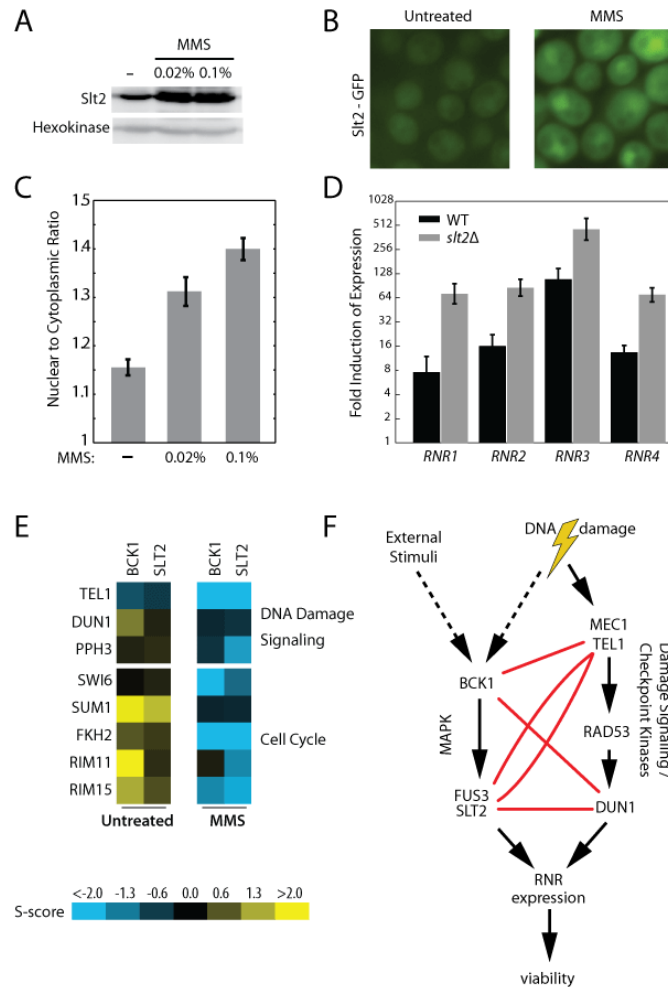 A
MMS
– 0.02% 0.1%
Slt2
Hexokinase
B
Untreated MMS
Slt2 - GFP
C
Nuclear to Cytoplasmic Ratio
15
1.4
1.3
1.2
1.1
1
MMS: – 0.02% 0.1%
D
Fold Induction of Expression
1028
512
256
128
64
32
16
8
4
2
1
WT
slt2Δ
RNR1 RNR2 RNR3 RNR4
E
BCK1 SLT2 BCK1 SLT2
TEL1
DUN1
PPH3
DNA Damage
Signaling
SWI6
SUM1
FKH2
RIM11
RIM15
Cell Cycle
Untreated MMS
<-2.0 -1.3 -0.6 0.0 0.6 1.3 >2.0
S-score
F
External
Stimuli
DNA damage
MEC1
TEL1
BCK1
MAPK
RAD53
Damage Signaling /
Checkpoint Kinases
FUS3
SLT2
DUN1
RNR
expression
viability